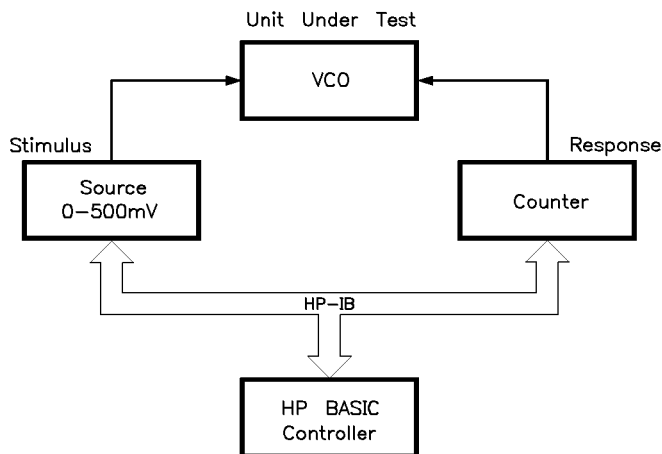 Unit Under Test
VCO
Stimulus
Response
Source
0-500mV
Counter
HP-IB
HP BASIC
Controller